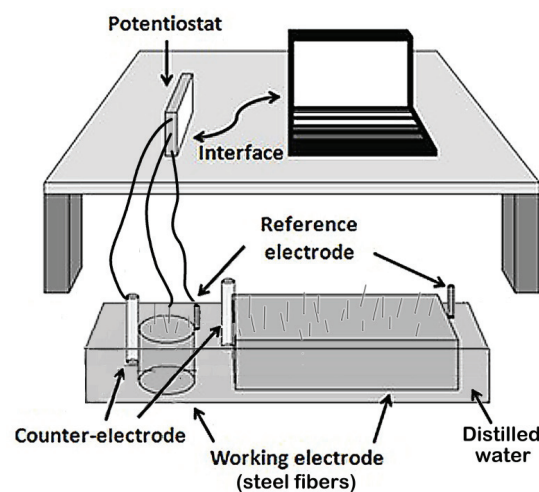 Potentiostat
Interface
Reference
electrode
Counter-electrode
Working electrode
(steel fibers)
Distilled
water